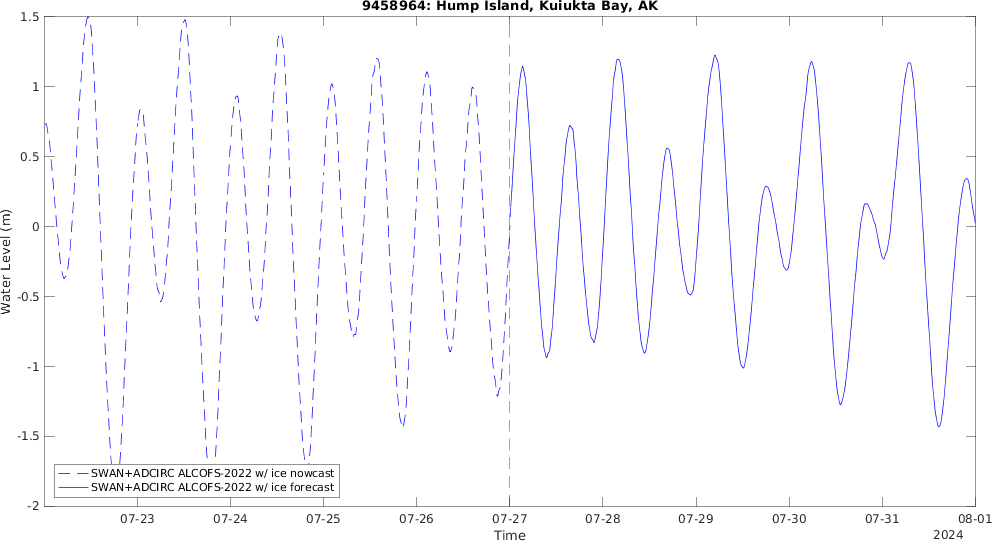 9458964: Hump Island, Kuiukta Bay, AK
1.5
1
0.5
0
-0.5
-1
-1.5
-2
Water Level (m)
SWAN+ADCIRC ALCOFS-2022 w/ ice nowcast
SWAN+ADCIRC ALCOFS-2022 w/ ice forecast
07-23 07-24 07-25 07-26 07-27 07-28 07-29 07-30 07-31 08-01
Time
2024